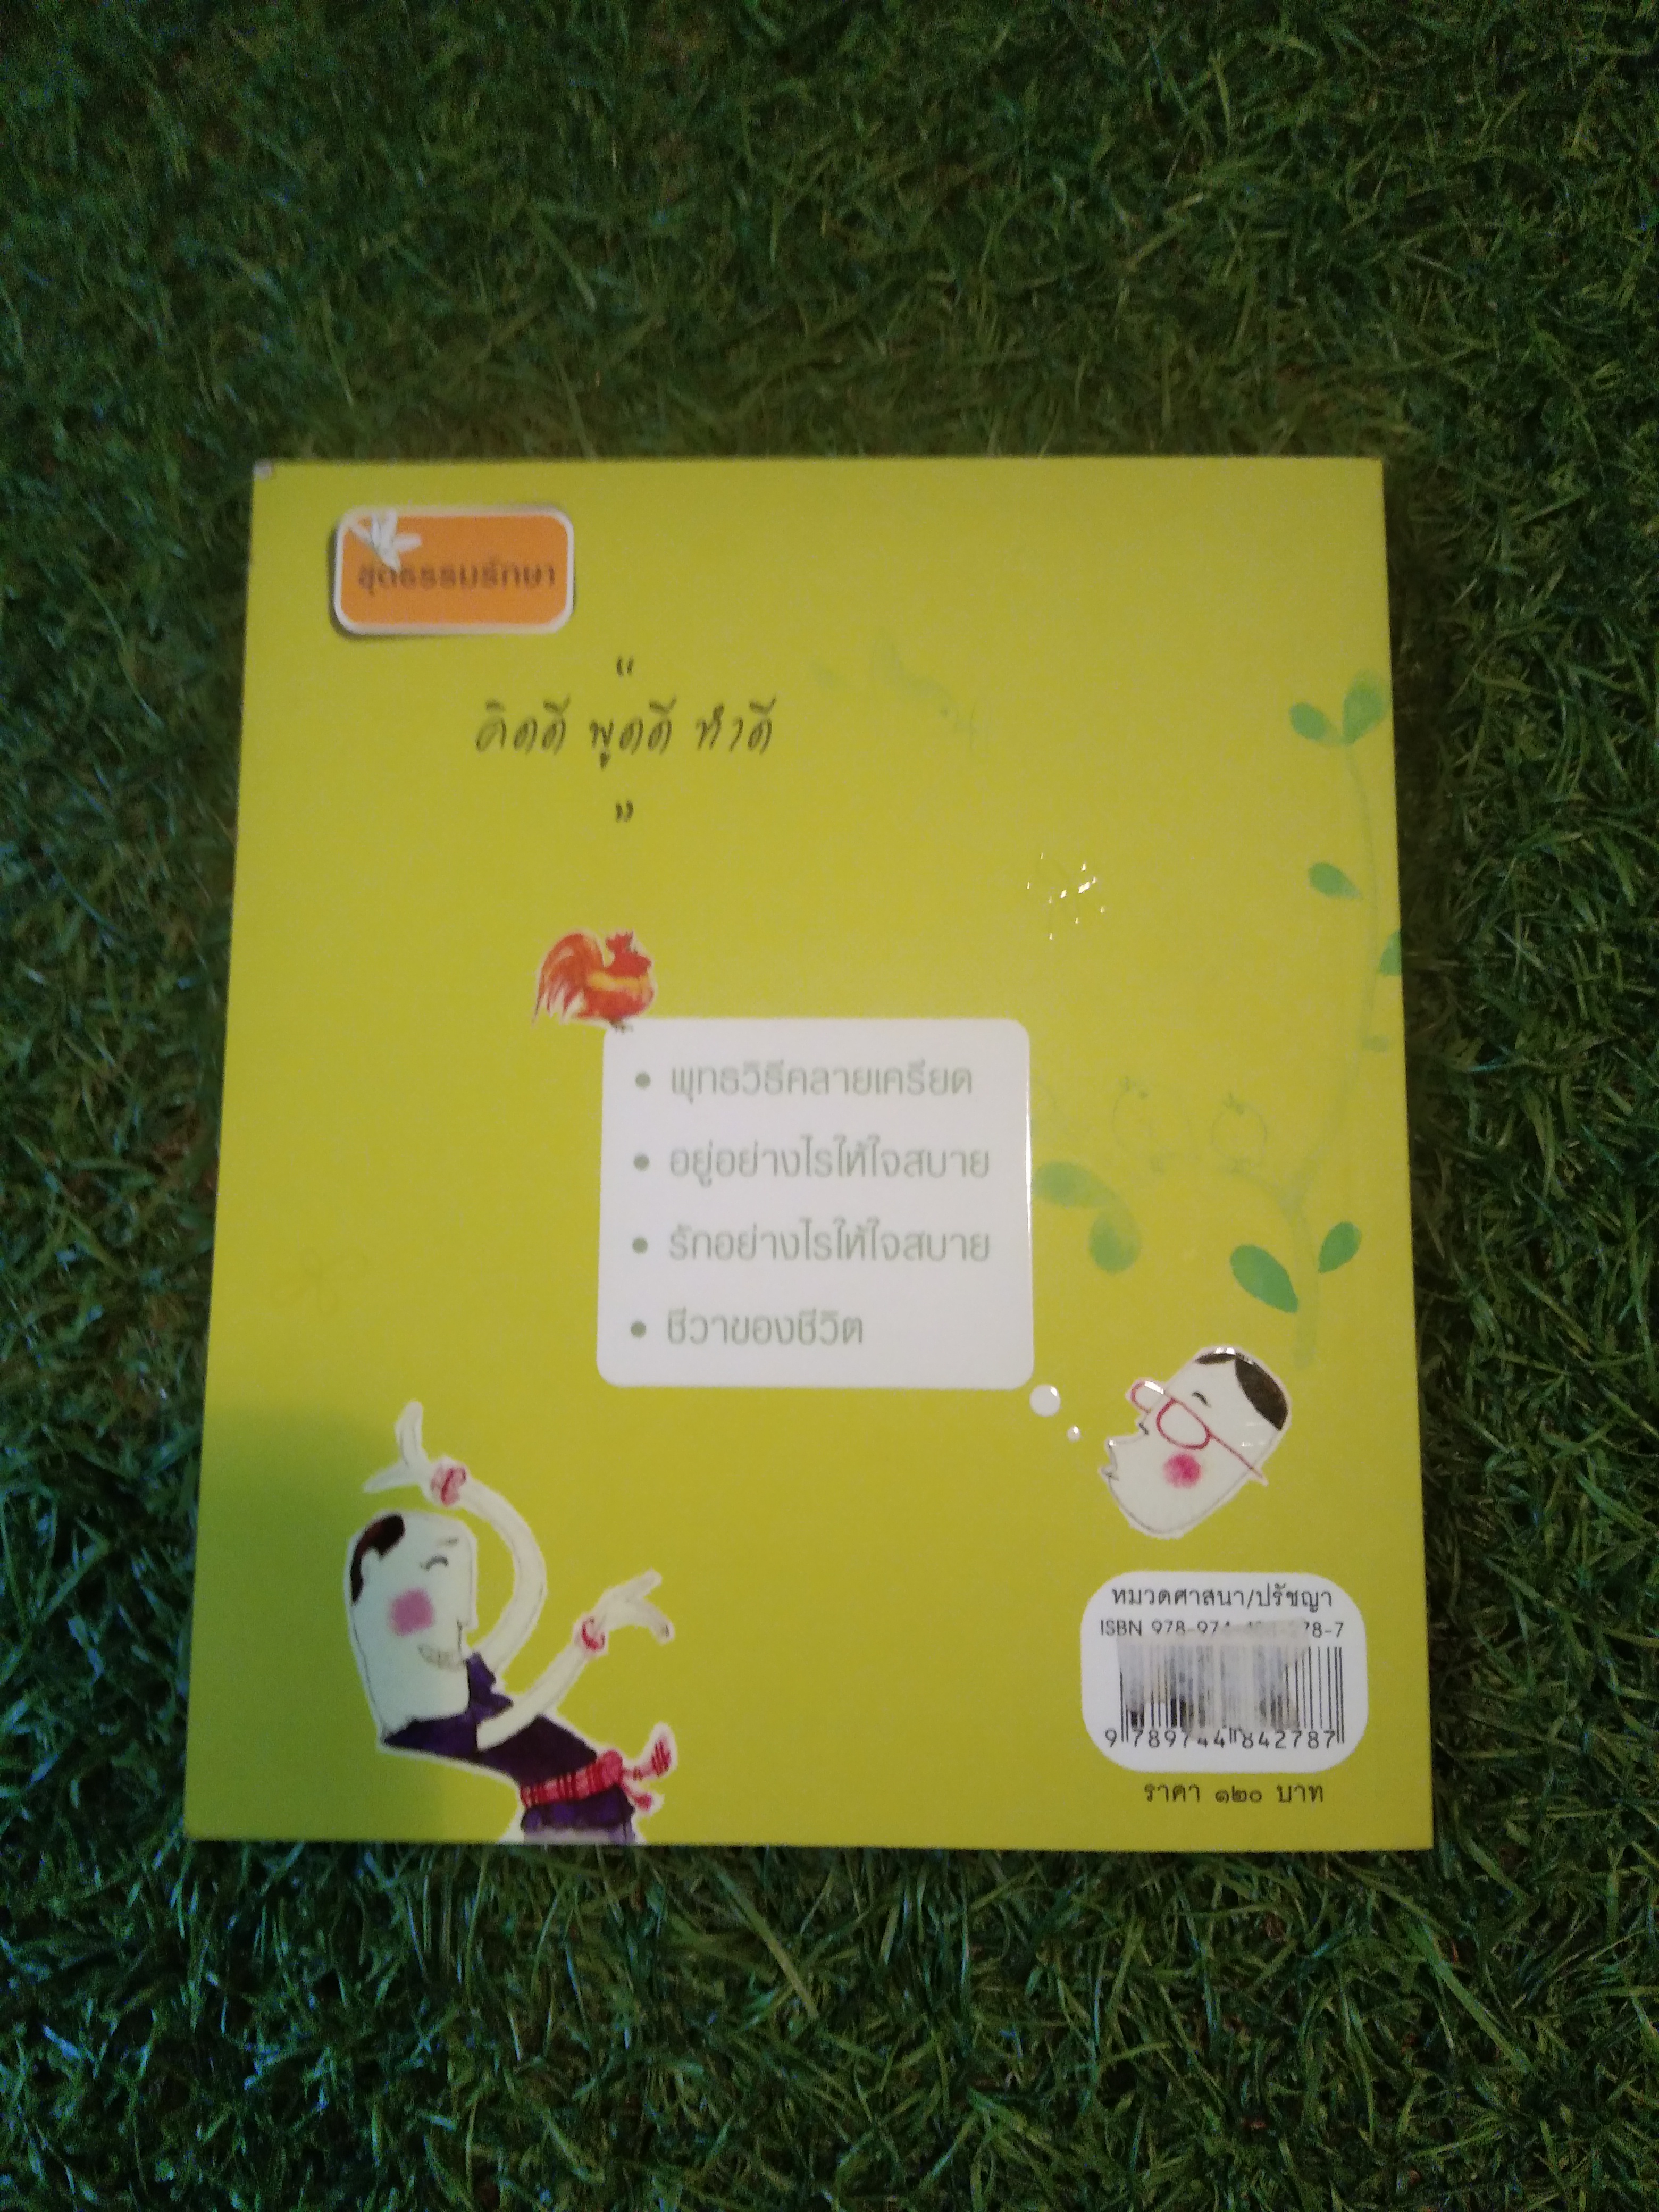 ชุดธรรมรักษา
“
คิดดี พูดดี ทำดี
”
• พุทธวิธีคลายเครียด
• อยู่อย่างไรให้ใจสบาย
• รักอย่างไรให้ใจสบาย
• ชีวาของชีวิต
หมวดศาสนา/ปรัชญา
ISBN 978-974 78-7
9 789744 842787
ราคา ๑๒๐ บาท